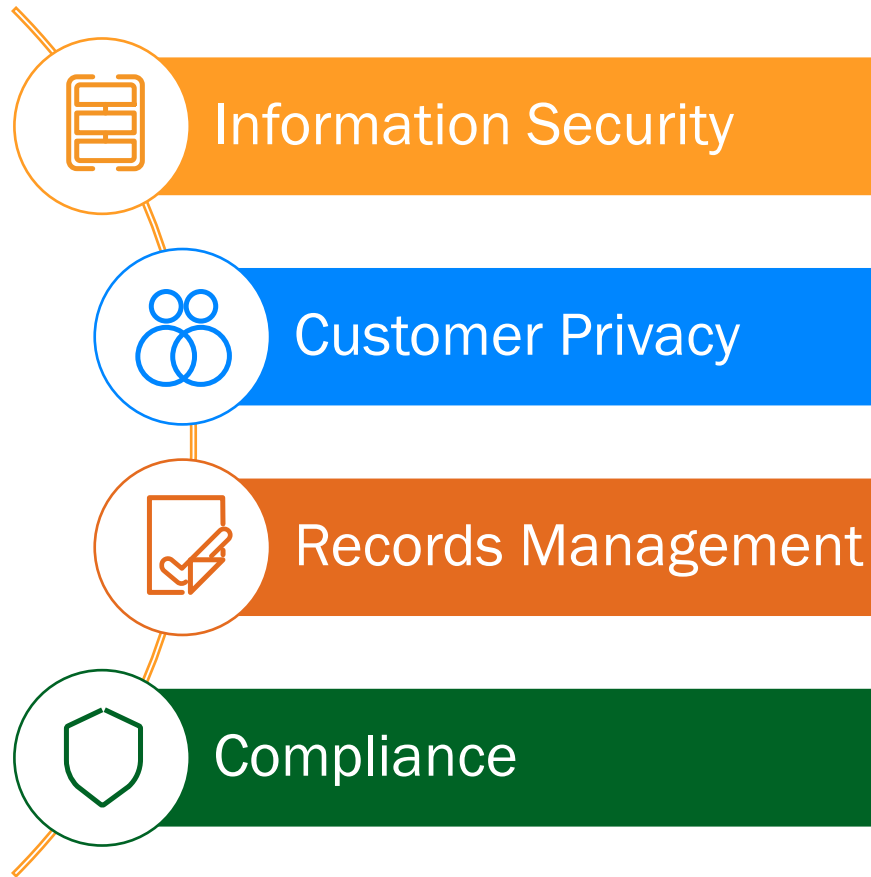 Information Security
Customer Privacy
Records Management
Compliance